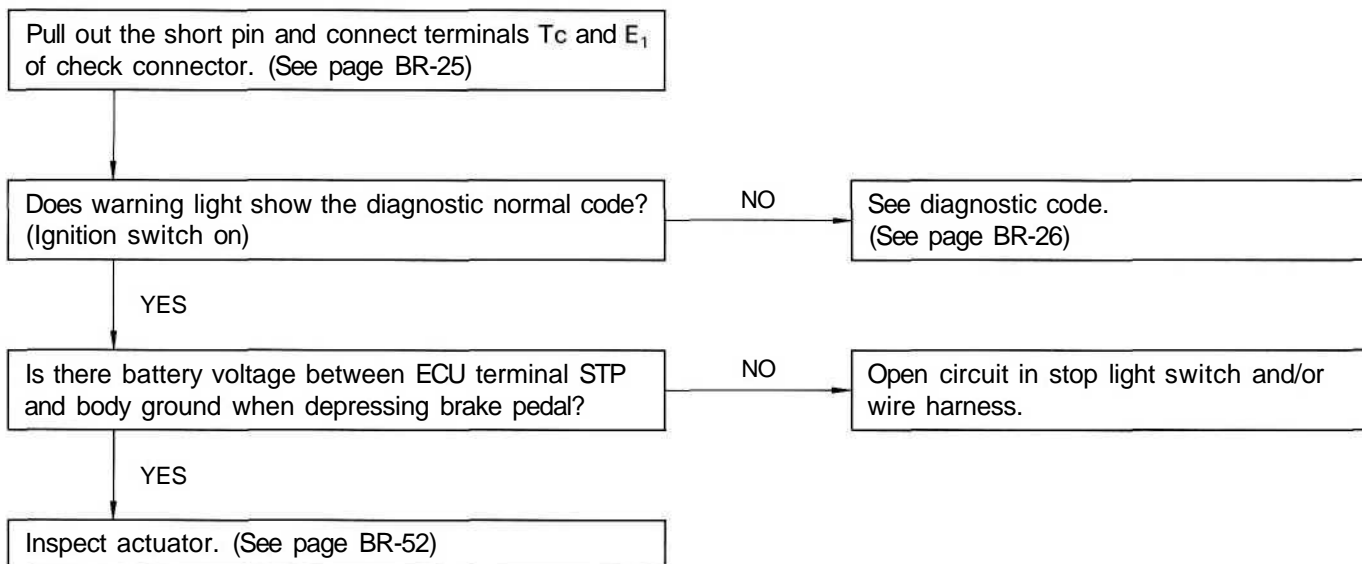 Pull out the short pin and connect terminals Tc and E₁
of check connector. (See page BR-25)
Does warning light show the diagnostic normal code?
(Ignition switch on)
NO
See diagnostic code.
(See page BR-26)
YES
Is there battery voltage between ECU terminal STP
and body ground when depressing brake pedal?
NO
Open circuit in stop light switch and/or
wire harness.
YES
Inspect actuator. (See page BR-52)